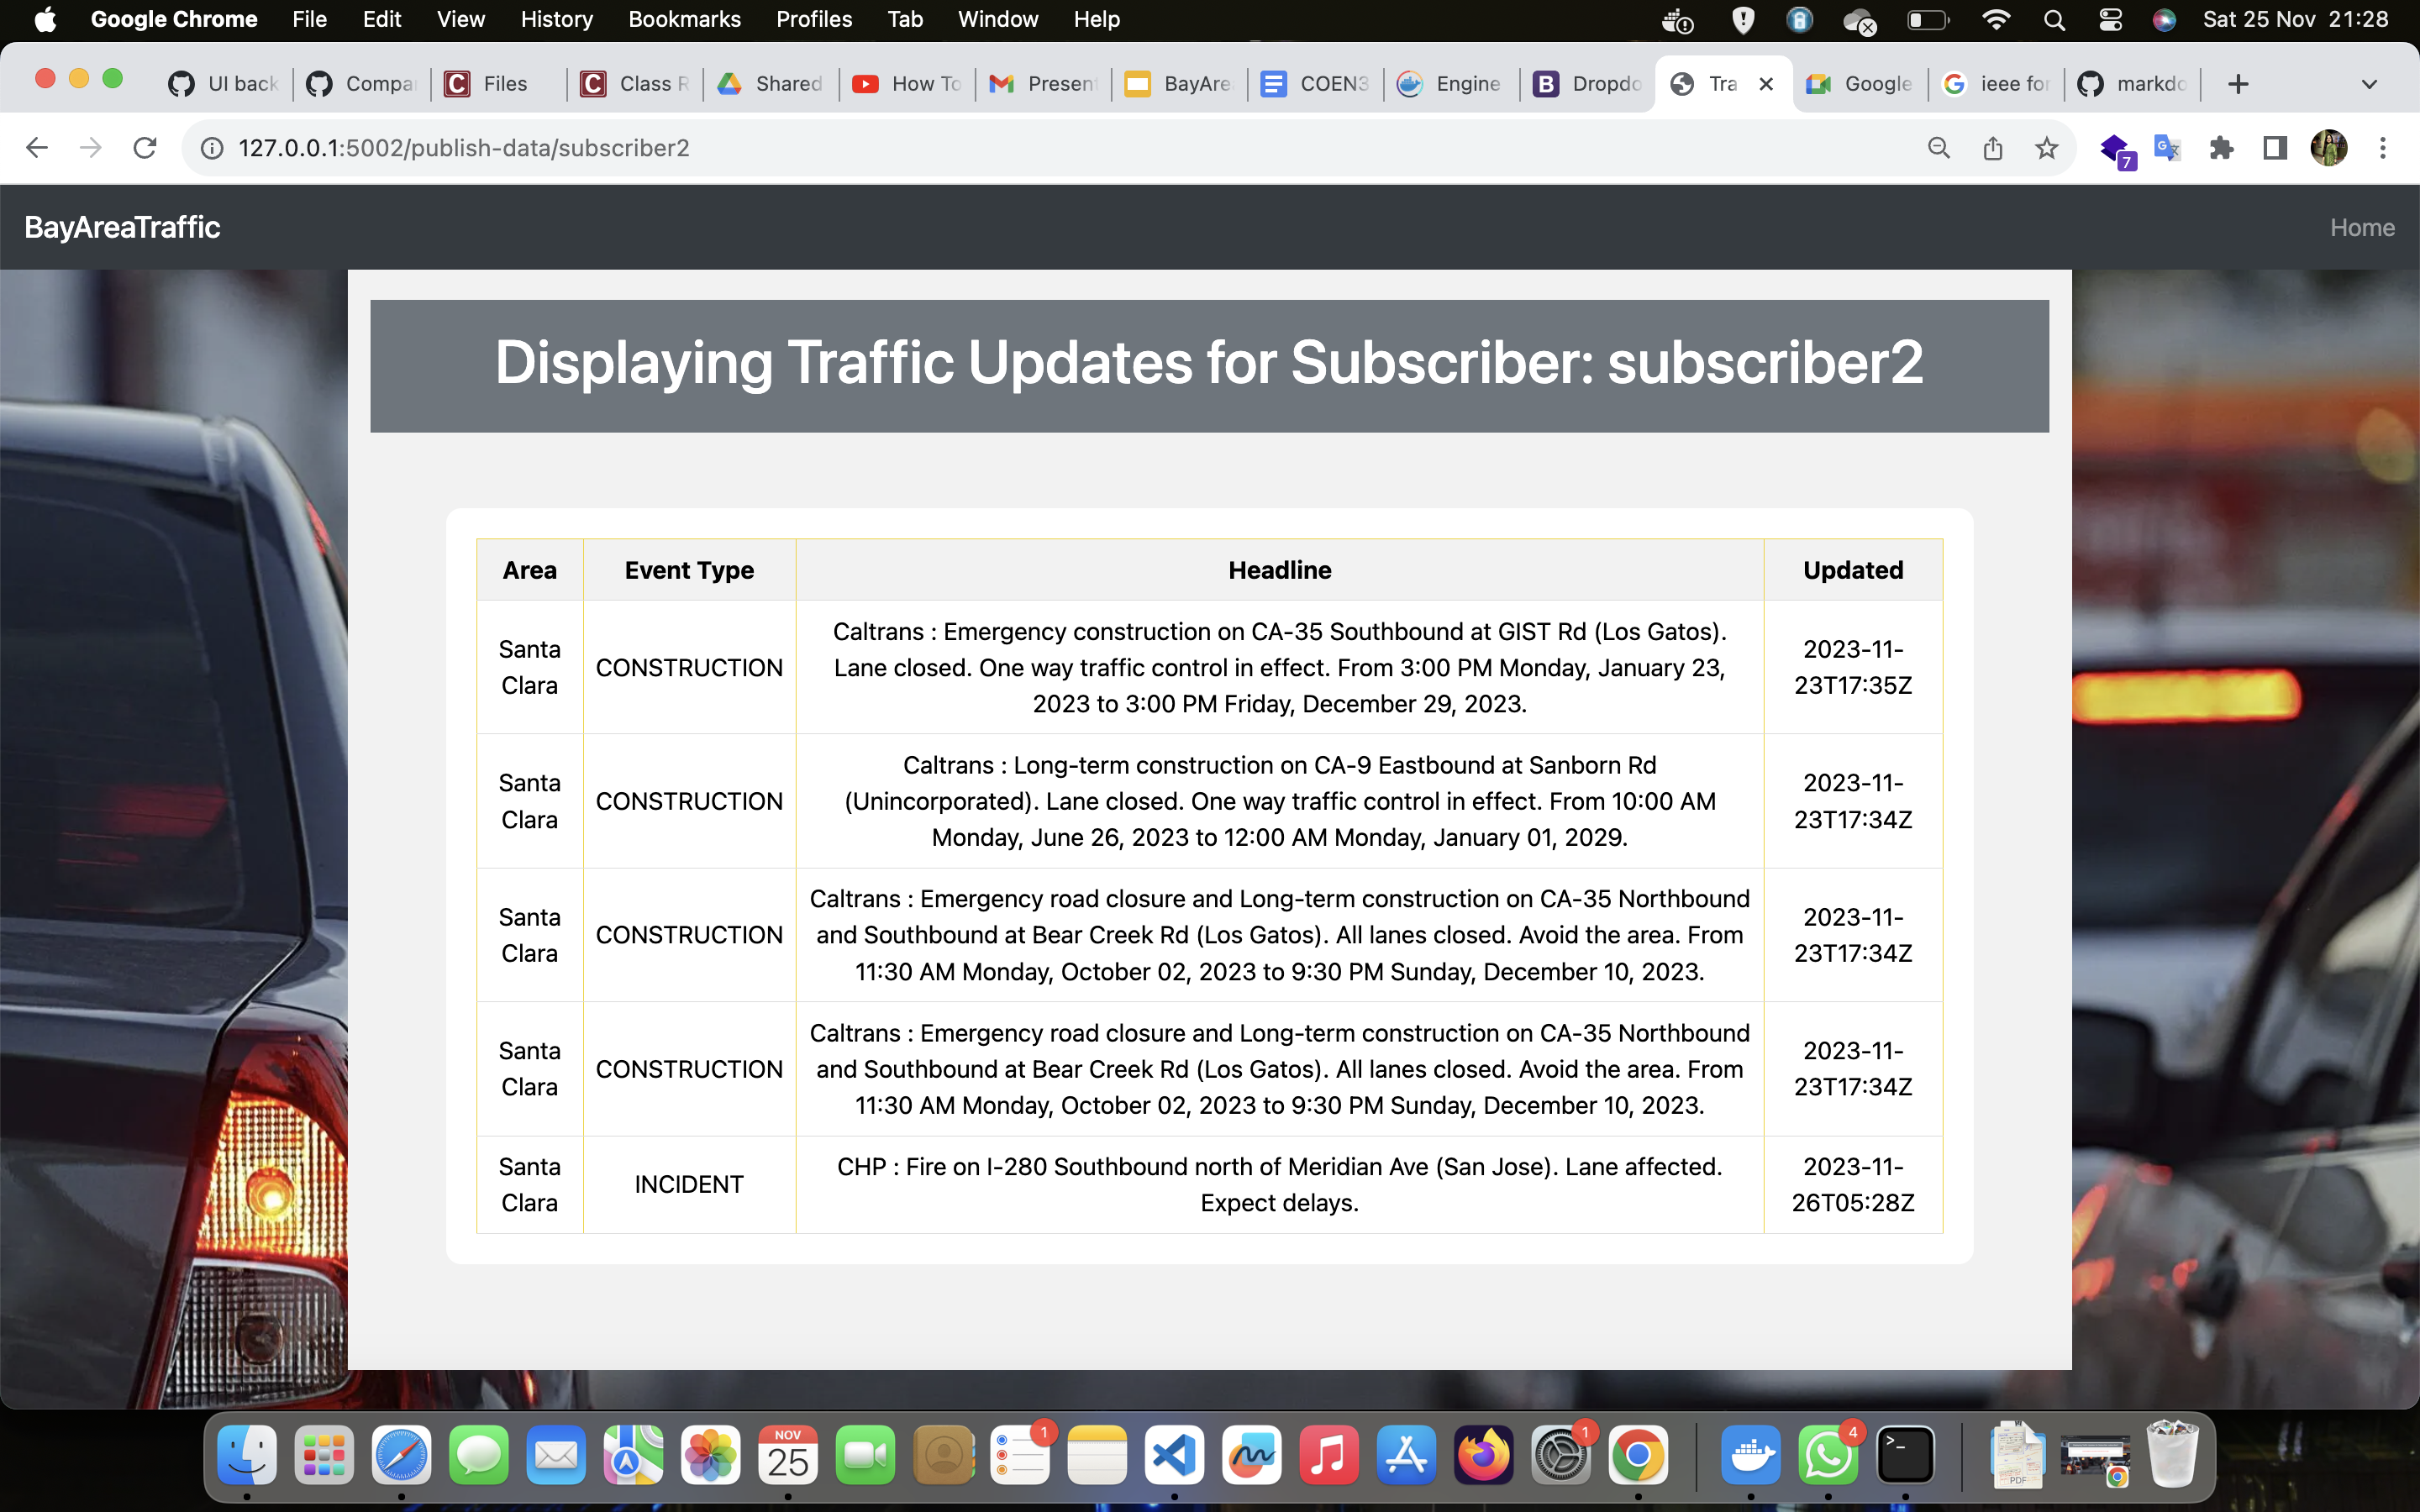 Google Chrome File Edit View History Bookmarks Profiles Tab Window Help Sat 25 Nov 21:28
UI back Compa Files Class R Shared How To Present BayAre COEN3 Engine Dropdo Tra Google ieee for markdo
127.0.0.1:5002/publish-data/subscriber2
7
BayAreaTraffic Home
Displaying Traffic Updates for Subscriber: subscriber2
Area Event Type Headline Updated
Santa
Clara
CONSTRUCTION
Caltrans : Emergency construction on CA-35 Southbound at GIST Rd (Los Gatos).
Lane closed. One way traffic control in effect. From 3:00 PM Monday, January 23,
2023 to 3:00 PM Friday, December 29, 2023.
2023-11-
23T17:35Z
Santa
Clara
CONSTRUCTION
Caltrans : Long-term construction on CA-9 Eastbound at Sanborn Rd
(Unincorporated). Lane closed. One way traffic control in effect. From 10:00 AM
Monday, June 26, 2023 to 12:00 AM Monday, January 01, 2029.
2023-11-
23T17:34Z
Santa
Clara
CONSTRUCTION
Caltrans : Emergency road closure and Long-term construction on CA-35 Northbound
and Southbound at Bear Creek Rd (Los Gatos). All lanes closed. Avoid the area. From
11:30 AM Monday, October 02, 2023 to 9:30 PM Sunday, December 10, 2023.
2023-11-
23T17:34Z
Santa
Clara
CONSTRUCTION
Caltrans : Emergency road closure and Long-term construction on CA-35 Northbound
and Southbound at Bear Creek Rd (Los Gatos). All lanes closed. Avoid the area. From
11:30 AM Monday, October 02, 2023 to 9:30 PM Sunday, December 10, 2023.
2023-11-
23T17:34Z
Santa
Clara
INCIDENT
CHP : Fire on I-280 Southbound north of Meridian Ave (San Jose). Lane affected.
Expect delays.
2023-11-
26T05:28Z
NOV
25
1
1
4
PDF